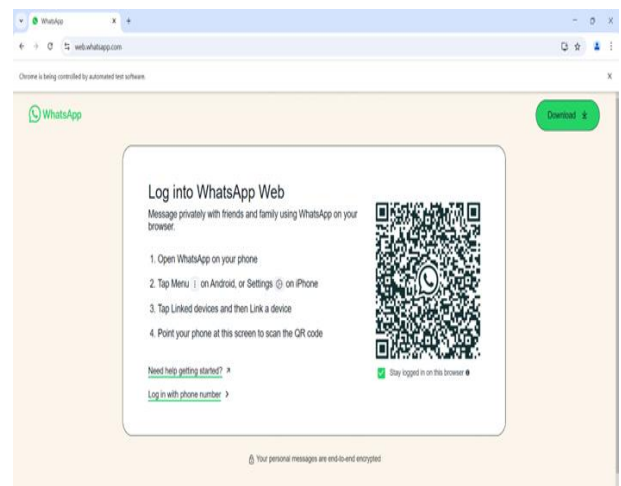 WhatsApp
web.whatsapp.com
Chrome is being controlled by automated test software.
WhatsApp
Download
Log into WhatsApp Web
Message privately with friends and family using WhatsApp on your
browser.
1. Open WhatsApp on your phone
2. Tap Menu on Android, or Settings on iPhone
3. Tap Linked devices and then Link a device
4. Point your phone at this screen to scan the QR code
Need help getting started?
Log in with phone number
Stay logged in on this browser
Your personal messages are end-to-end encrypted